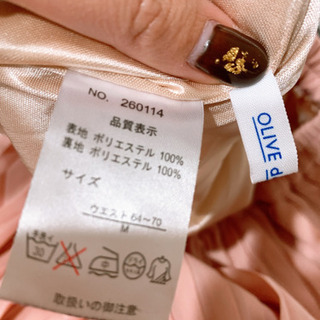 NO. 260114
品質表示
表地 ポリエステル 100%
裏地 ポリエステル 100%
サイズ
ウエスト 64~70
M
30
取扱いの御注意
OLIVE d